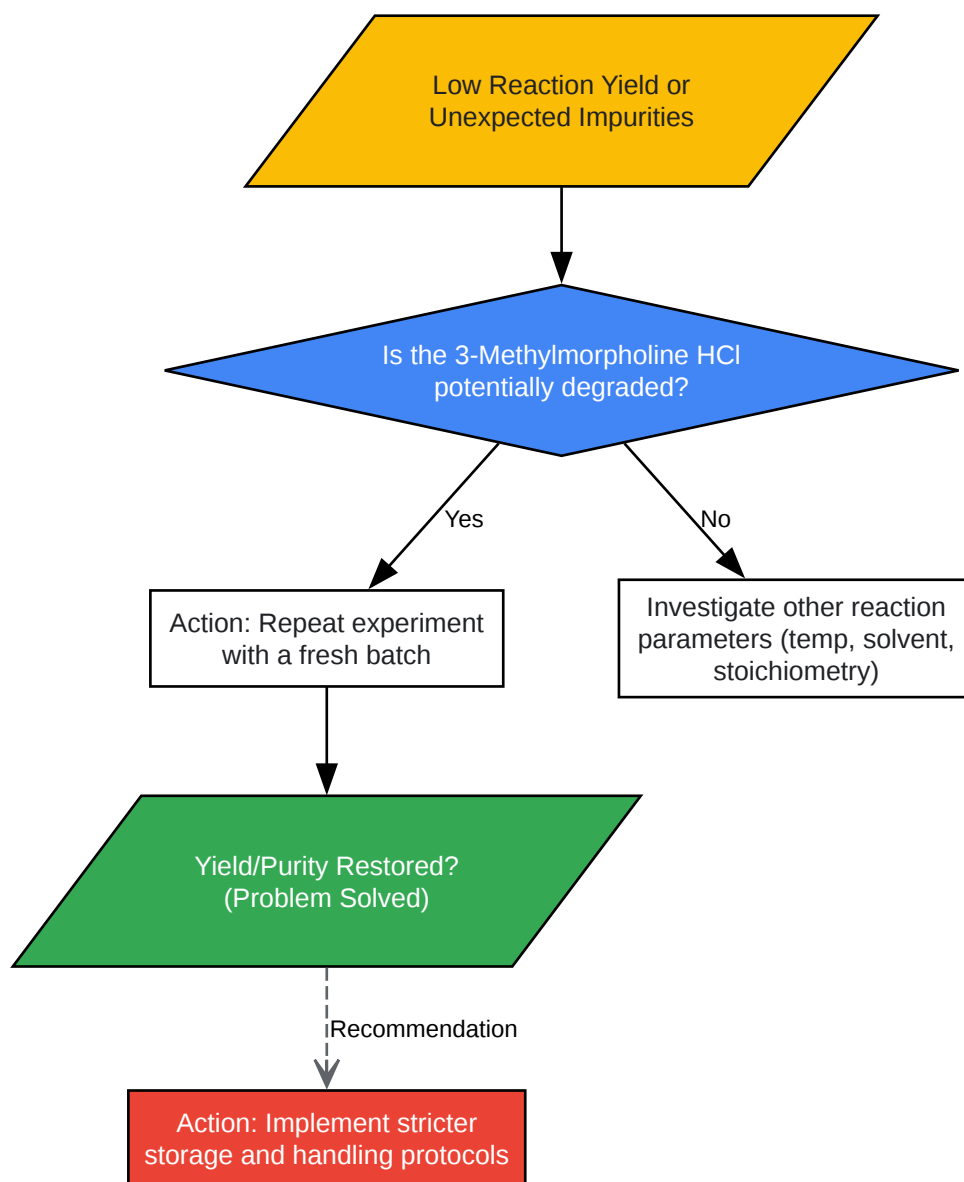 Low Reaction Yield or
Unexpected Impurities
Is the 3-Methylmorpholine HCl
potentially degraded?
Yes
No
Action: Repeat experiment
with a fresh batch
Investigate other reaction
parameters (temp, solvent,
stoichiometry)
Yield/Purity Restored?
(Problem Solved)
Recommendation
Action: Implement stricter
storage and handling protocols